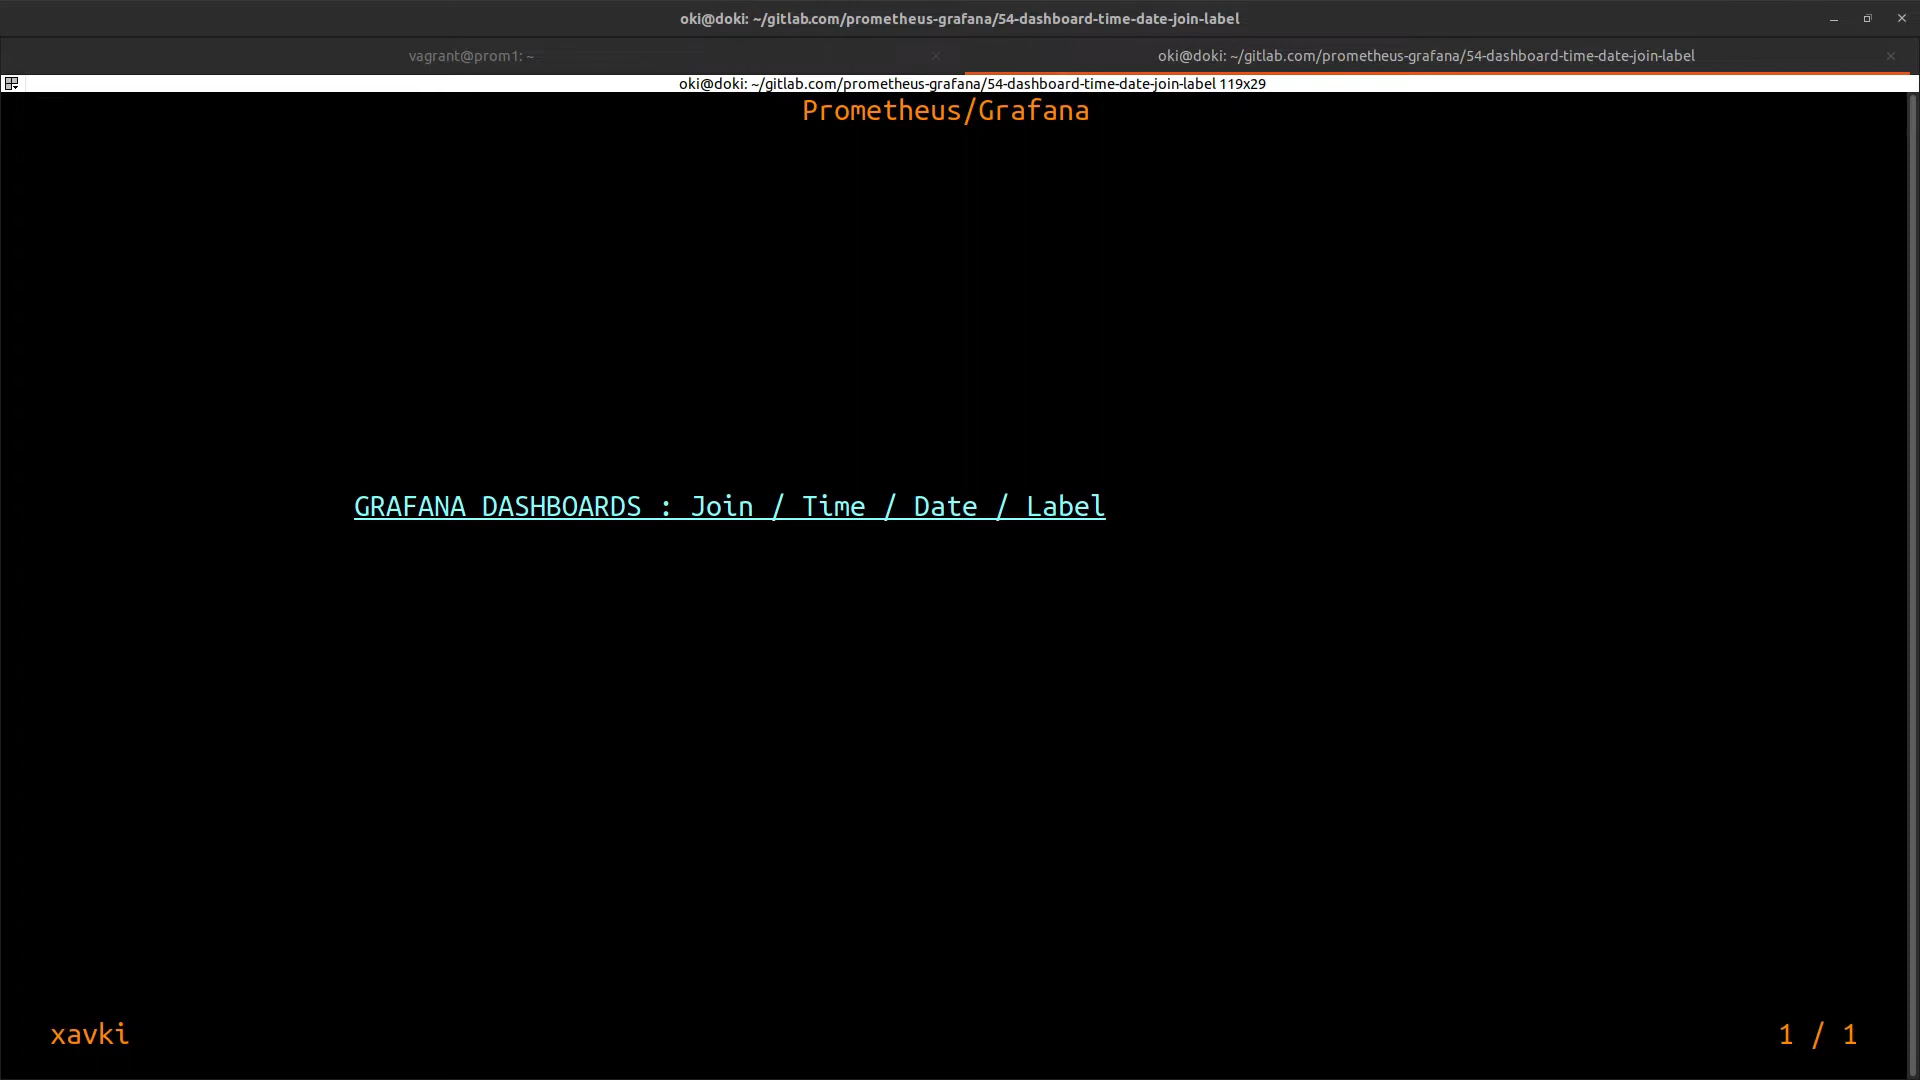 oki@doki: ~/gitlab.com/prometheus-grafana/54-dashboard-time-date-join-label
vagrant@prom1: ~
oki@doki: ~/gitlab.com/prometheus-grafana/54-dashboard-time-date-join-label
oki@doki: ~/gitlab.com/prometheus-grafana/54-dashboard-time-date-join-label 119x29
Prometheus/Grafana
GRAFANA DASHBOARDS : Join / Time / Date / Label
xavki
1 / 1